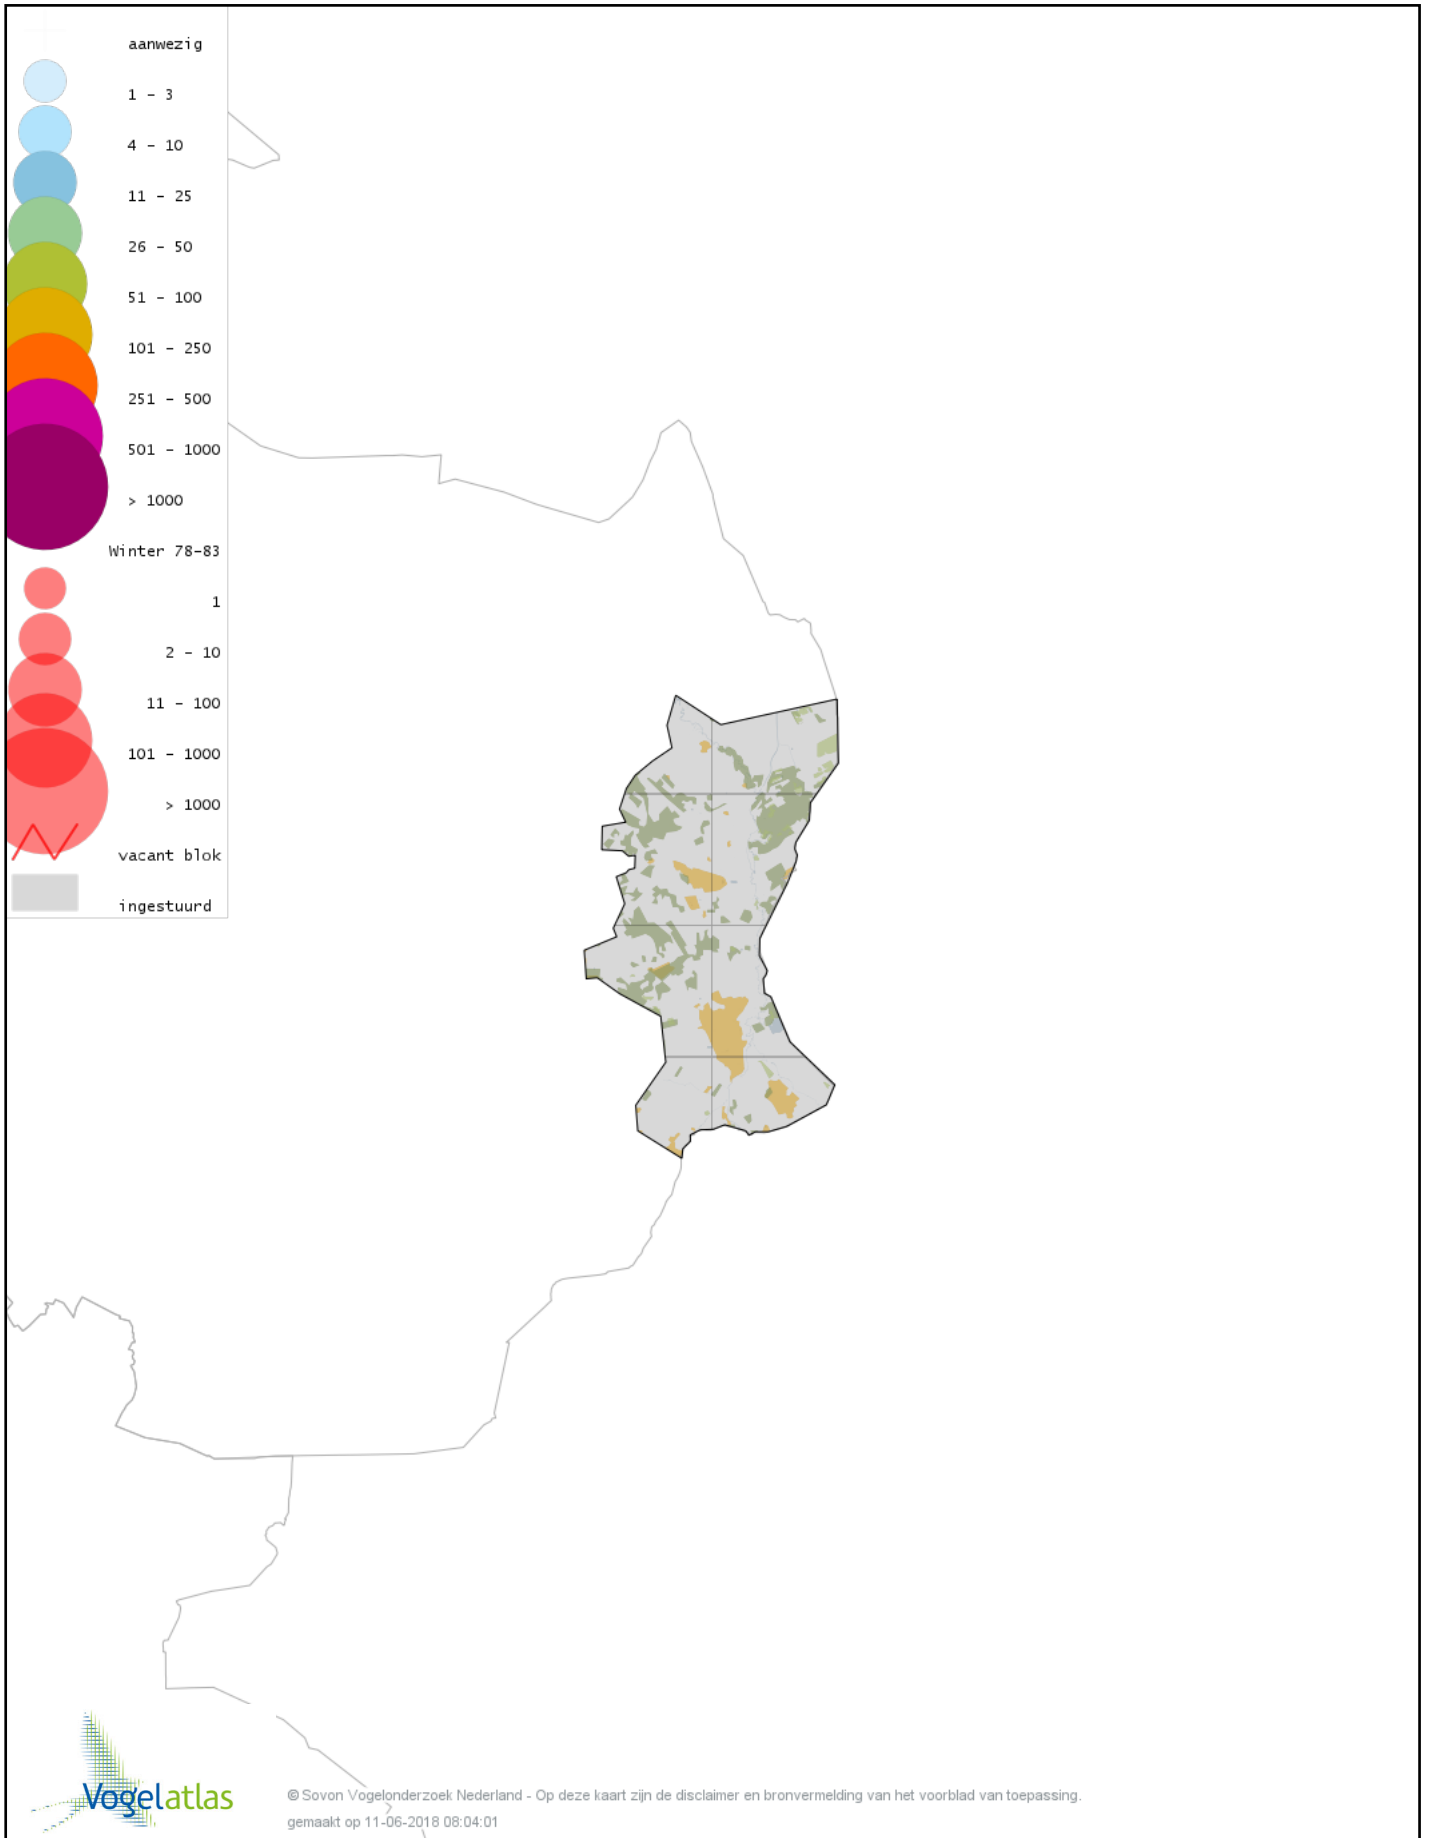 aanwezig
1 - 3
4 - 10
11 - 25
26 - 50
51 - 100
101 - 250
251 - 500
501 - 1000
> 1000
Winter 78-83
1
2 - 10
11 - 100
101 - 1000
> 1000
vacant blok
ingestuurd
Vogelatlas
© Sovon Vogelonderzoek Nederland - Op deze kaart zijn de disclaimer en bronvermelding van het voorblad van toepassing.
gemaakt op 11-06-2018 08:04:01